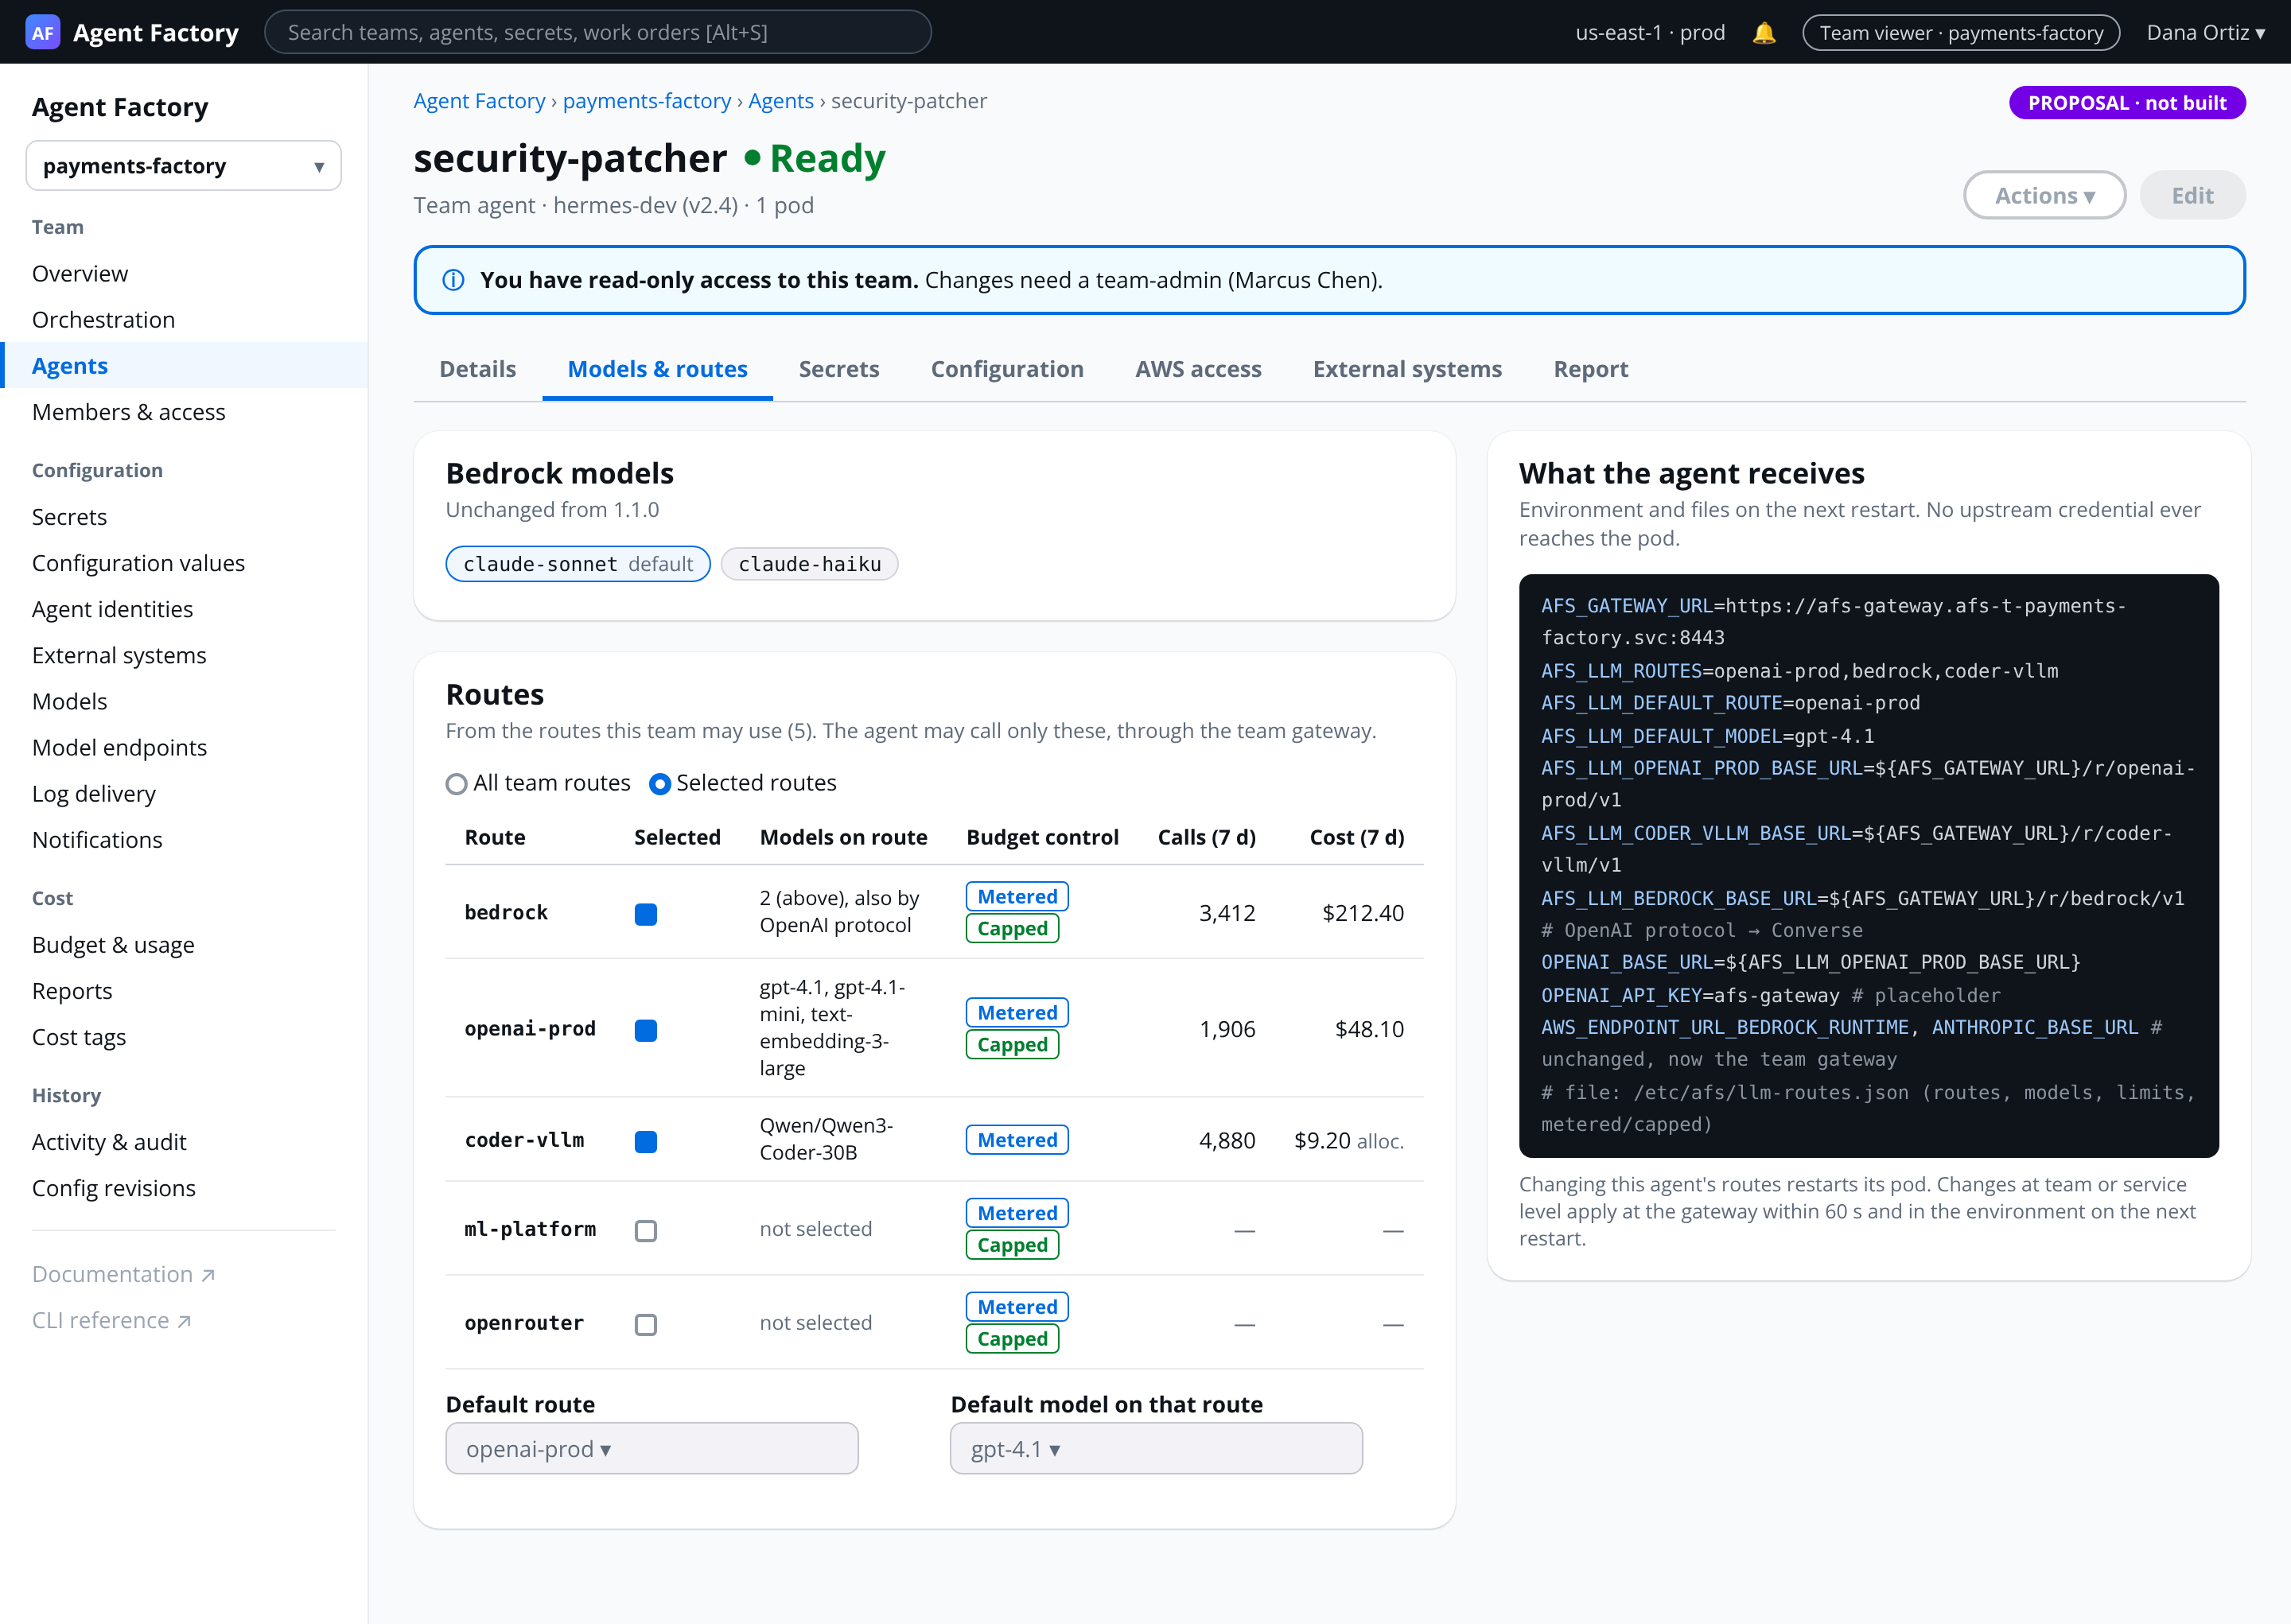 AF Agent Factory
Search teams, agents, secrets, work orders [Alt+S]
us-east-1 · prod
Team viewer · payments-factory
Dana Ortiz ▾
Agent Factory
payments-factory ▾
Team
Overview
Orchestration
Agents
Members & access
Configuration
Secrets
Configuration values
Agent identities
External systems
Models
Model endpoints
Log delivery
Notifications
Cost
Budget & usage
Reports
Cost tags
History
Activity & audit
Config revisions
Documentation ↗
CLI reference ↗
Agent Factory › payments-factory › Agents › security-patcher
PROPOSAL · not built
security-patcher ● Ready
Team agent · hermes-dev (v2.4) · 1 pod
Actions ▾
Edit
ⓘ You have read-only access to this team. Changes need a team-admin (Marcus Chen).
Details
Models & routes
Secrets
Configuration
AWS access
External systems
Report
Bedrock models
Unchanged from 1.1.0
claude-sonnet default
claude-haiku
Routes
From the routes this team may use (5). The agent may call only these, through the team gateway.
All team routes
Selected routes
Route Selected Models on route Budget control Calls (7 d) Cost (7 d)
bedrock
2 (above), also by
OpenAI protocol
Metered
Capped
3,412
$212.40
openai-prod
gpt-4.1, gpt-4.1-
mini, text-
embedding-3-
large
Metered
Capped
1,906
$48.10
coder-vllm
Qwen/Qwen3-
Coder-30B
Metered
4,880
$9.20 alloc.
ml-platform
not selected
Metered
Capped
—
—
openrouter
not selected
Metered
Capped
—
—
Default route
openai-prod ▾
Default model on that route
gpt-4.1 ▾
What the agent receives
Environment and files on the next restart. No upstream credential ever
reaches the pod.
AFS_GATEWAY_URL=https://afs-gateway.afs-t-payments-
factory.svc:8443
AFS_LLM_ROUTES=openai-prod,bedrock,coder-vllm
AFS_LLM_DEFAULT_ROUTE=openai-prod
AFS_LLM_DEFAULT_MODEL=gpt-4.1
AFS_LLM_OPENAI_PROD_BASE_URL=${AFS_GATEWAY_URL}/r/openai-
prod/v1
AFS_LLM_CODER_VLLM_BASE_URL=${AFS_GATEWAY_URL}/r/coder-
vllm/v1
AFS_LLM_BEDROCK_BASE_URL=${AFS_GATEWAY_URL}/r/bedrock/v1
# OpenAI protocol → Converse
OPENAI_BASE_URL=${AFS_LLM_OPENAI_PROD_BASE_URL}
OPENAI_API_KEY=afs-gateway # placeholder
AWS_ENDPOINT_URL_BEDROCK_RUNTIME, ANTHROPIC_BASE_URL #
unchanged, now the team gateway
# file: /etc/afs/llm-routes.json (routes, models, limits,
metered/capped)
Changing this agent's routes restarts its pod. Changes at team or service
level apply at the gateway within 60 s and in the environment on the next
restart.